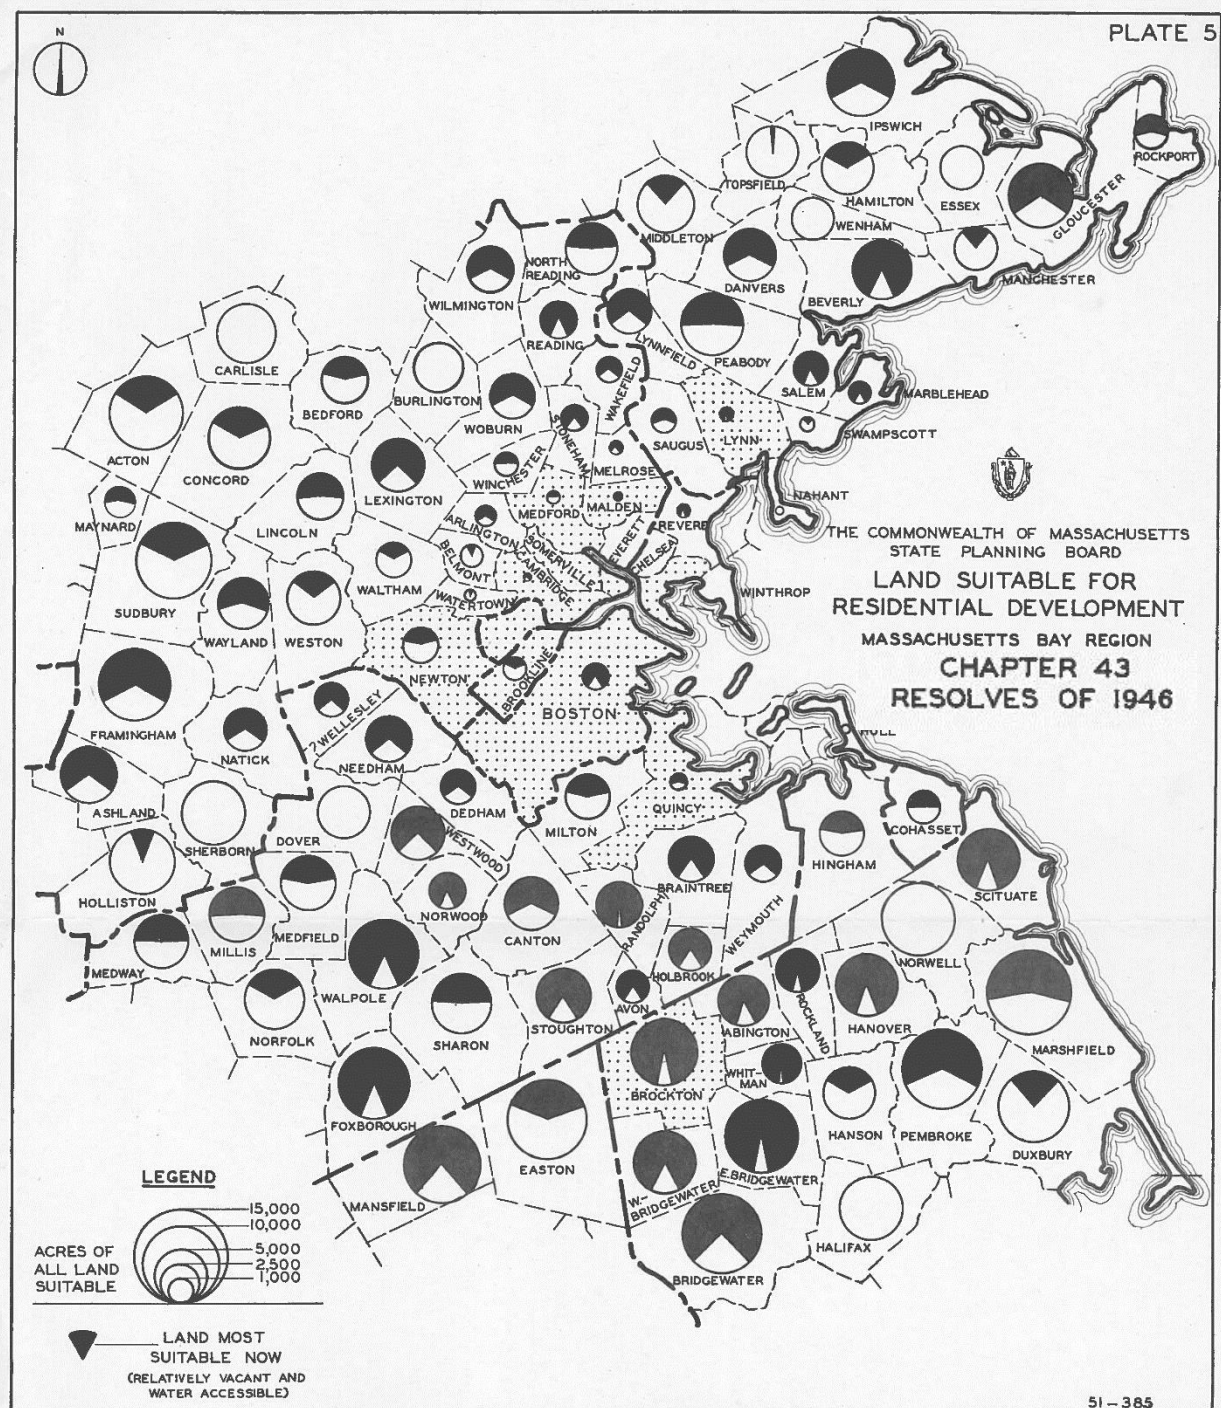 N
PLATE 5
IPSWICH
ROCKPORT
TOPSFIELD
HAMILTON
ESSEX
GLOUCESTER
WENHAM
MIDDLETON
NORTH
READING
DANVERS
MANCHESTER
WILMINGTON
BEVERLY
READING
LYNNFIELD
PEABODY
CARLISLE
WAKEFIELD
SALEM
MARBLEHEAD
BEDFORD
BURLINGTON
WOBURN
STONEHAM
SAUGUS
LYNN
SWAMPSCOTT
ACTON
CONCORD
LEXINGTON
WINCHESTER
MELROSE
NAHANT
MAYNARD
LINCOLN
MEDFORD
MALDEN
REVERE
ARLINGTON
SOMERVILLE
EVERETT
CHELSEA
BELMONT
CAMBRIDGE
WALTHAM
WATERTOWN
WINTHROP
SUDBURY
WAYLAND
WESTON
NEWTON
BROOKLINE
BOSTON
THE COMMONWEALTH OF MASSACHUSETTS
STATE PLANNING BOARD
LAND SUITABLE FOR
RESIDENTIAL DEVELOPMENT
MASSACHUSETTS BAY REGION
CHAPTER 43
RESOLVES OF 1946
FRAMINGHAM
NATICK
WELLESLEY
NEEDHAM
HULL
ASHLAND
SHERBORN
DOVER
DEDHAM
WESTWOOD
MILTON
QUINCY
HINGHAM
COHASSET
HOLLISTON
MEDFIELD
NORWOOD
CANTON
RANDOLPH
BRAINTREE
WEYMOUTH
SCITUATE
MEDWAY
MILLIS
WALPOLE
HOLBROOK
NORWELL
NORFOLK
SHARON
STOUGHTON
AVON
ABINGTON
ROCKLAND
HANOVER
MARSHFIELD
FOXBOROUGH
BROCKTON
WHIT-
MAN
HANSON
PEMBROKE
DUXBURY
MANSFIELD
EASTON
W.-
BRIDGEWATER
E. BRIDGEWATER
BRIDGEWATER
HALIFAX
LEGEND
15,000
10,000
5,000
2,500
1,000
ACRES OF
ALL LAND
SUITABLE
LAND MOST
SUITABLE NOW
(RELATIVELY VACANT AND
WATER ACCESSIBLE)
51-385